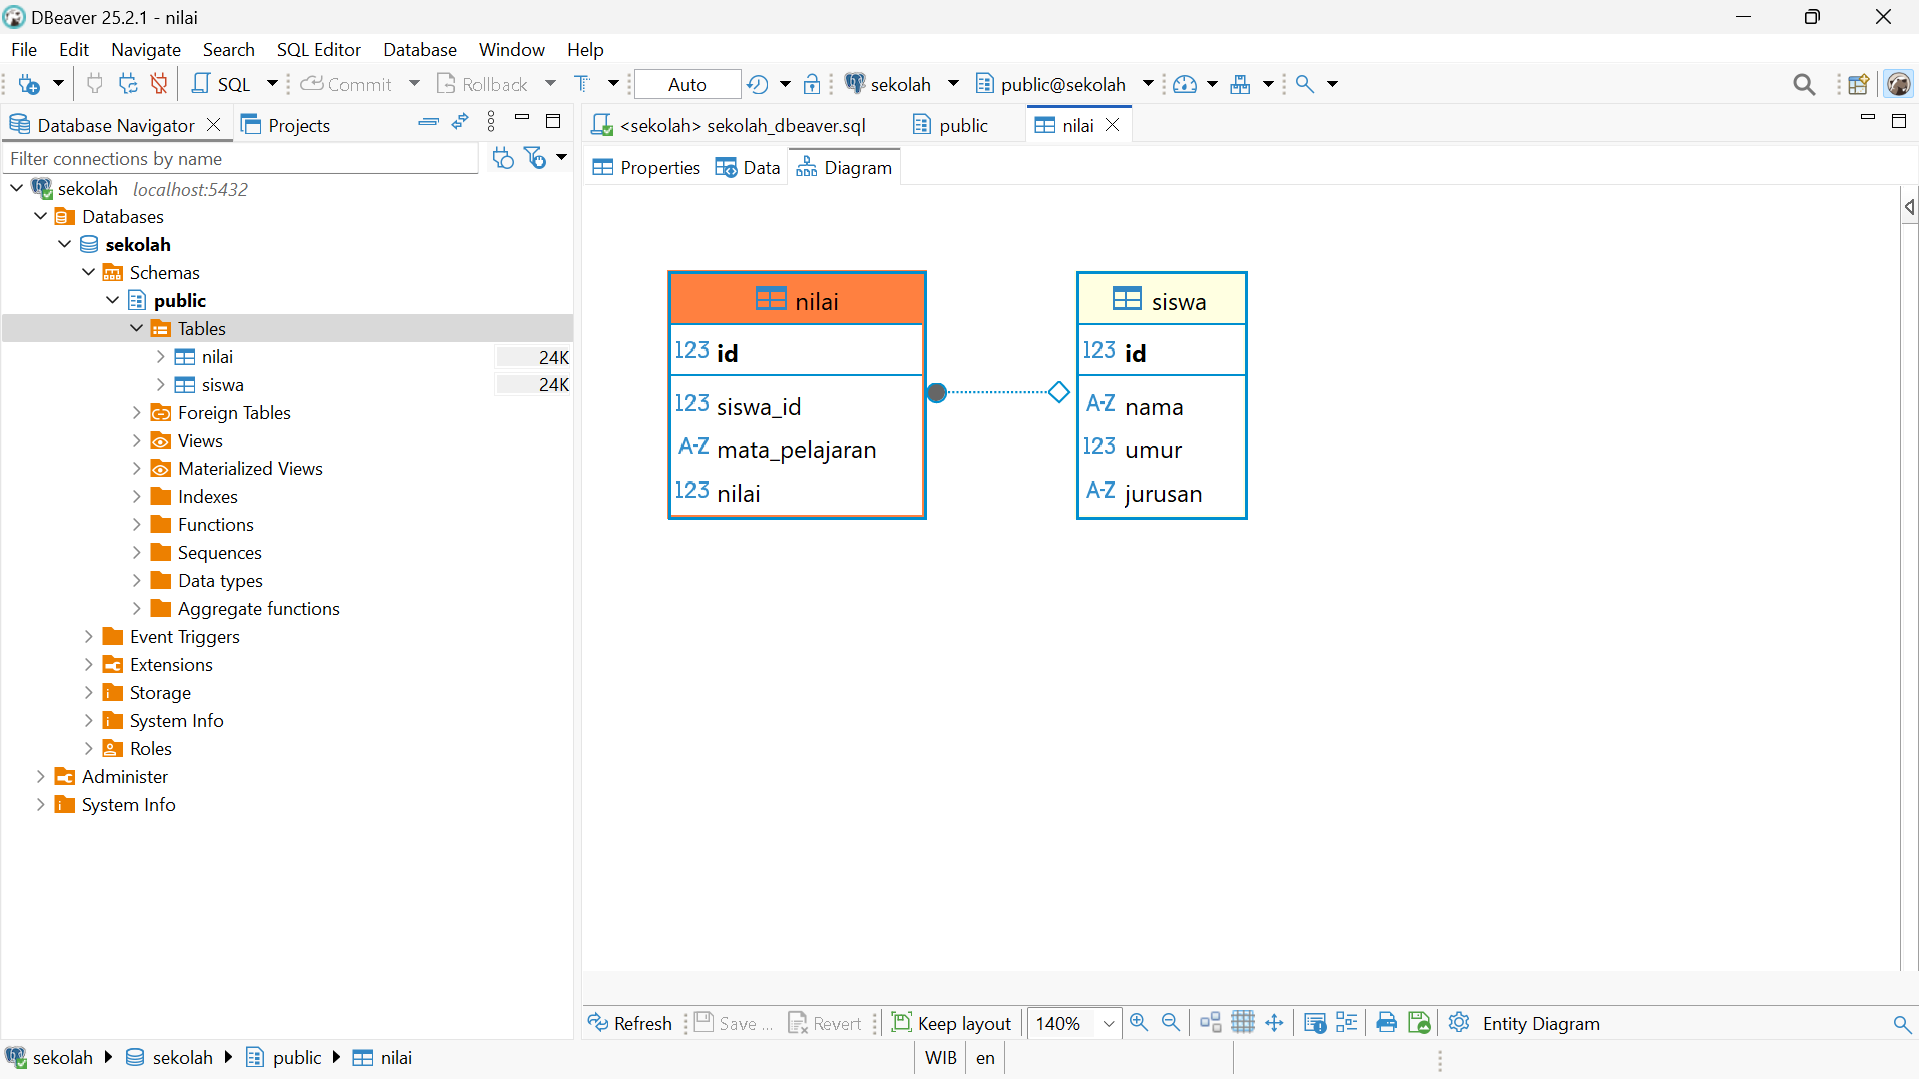 DBeaver 25.2.1 - nilai
File Edit Navigate Search SQL Editor Database Window Help
SQL Commit Rollback T Auto sekolah public@sekolah
Database Navigator Projects
<sekolah> sekolah_dbeaver.sql public nilai
Filter connections by name
Properties Data Diagram
sekolah localhost:5432
Databases
sekolah
Schemas
public
Tables
nilai 24K
siswa 24K
Foreign Tables
Views
Materialized Views
Indexes
Functions
Sequences
Data types
Aggregate functions
Event Triggers
Extensions
Storage
System Info
Roles
Administer
System Info
nilai
123 id
123 siswa_id
A-Z mata_pelajaran
123 nilai
siswa
123 id
A-Z nama
123 umur
A-Z jurusan
Refresh Save ... Revert Keep layout 140% Entity Diagram
sekolah sekolah public nilai WIB en